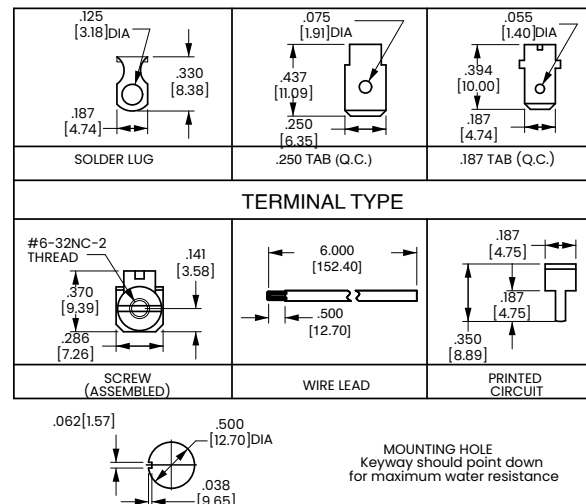 .125
[3.18]DIA
.330
[8.38]
.187
[4.74]
SOLDER LUG
.075
[1.91]DIA
.437
[11.09]
.250
[6.35]
.250 TAB (Q.C.)
.055
[1.40]DIA
.394
[10.00]
.187
[4.74]
.187 TAB (Q.C.)
TERMINAL TYPE
#6-32NC-2
THREAD
.141
[3.58]
.370
[9.39]
.286
[7.26]
SCREW
(ASSEMBLED)
6.000
[152.40]
.500
[12.70]
WIRE LEAD
.187
[4.75]
.187
[4.75]
.350
[8.89]
PRINTED
CIRCUIT
.062[1.57]
.500
[12.70]DIA
.038
[9.65]
MOUNTING HOLE
Keyway should point down
for maximum water resistance